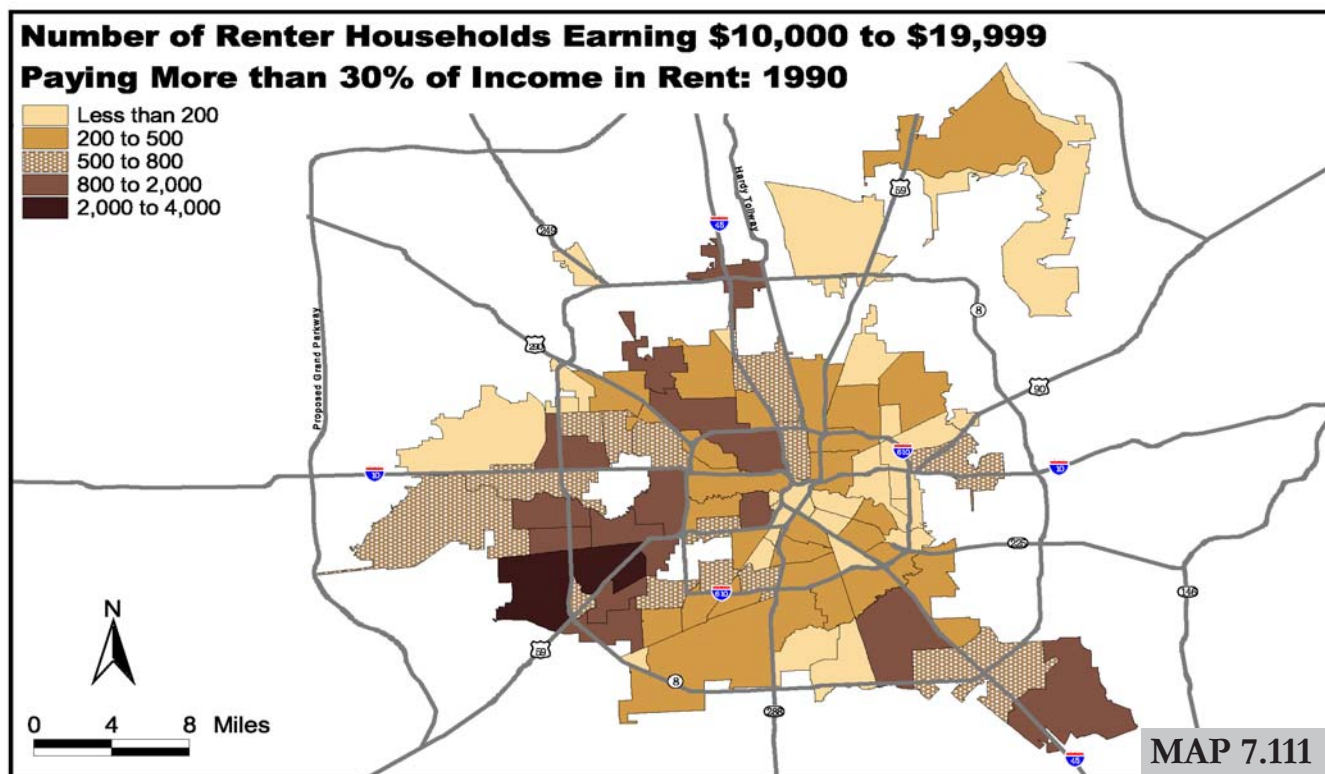 Number of Renter Households Earning $10,000 to $19,999
Paying More than 30% of Income in Rent: 1990
Less than 200
200 to 500
500 to 800
800 to 2,000
2,000 to 4,000
Hardy Tollway
59
45
249
8
290
Proposed Grand Parkway
90
610
10
10
225
146
610
N
59
8
288
0 4 8 Miles
45
MAP 7.111